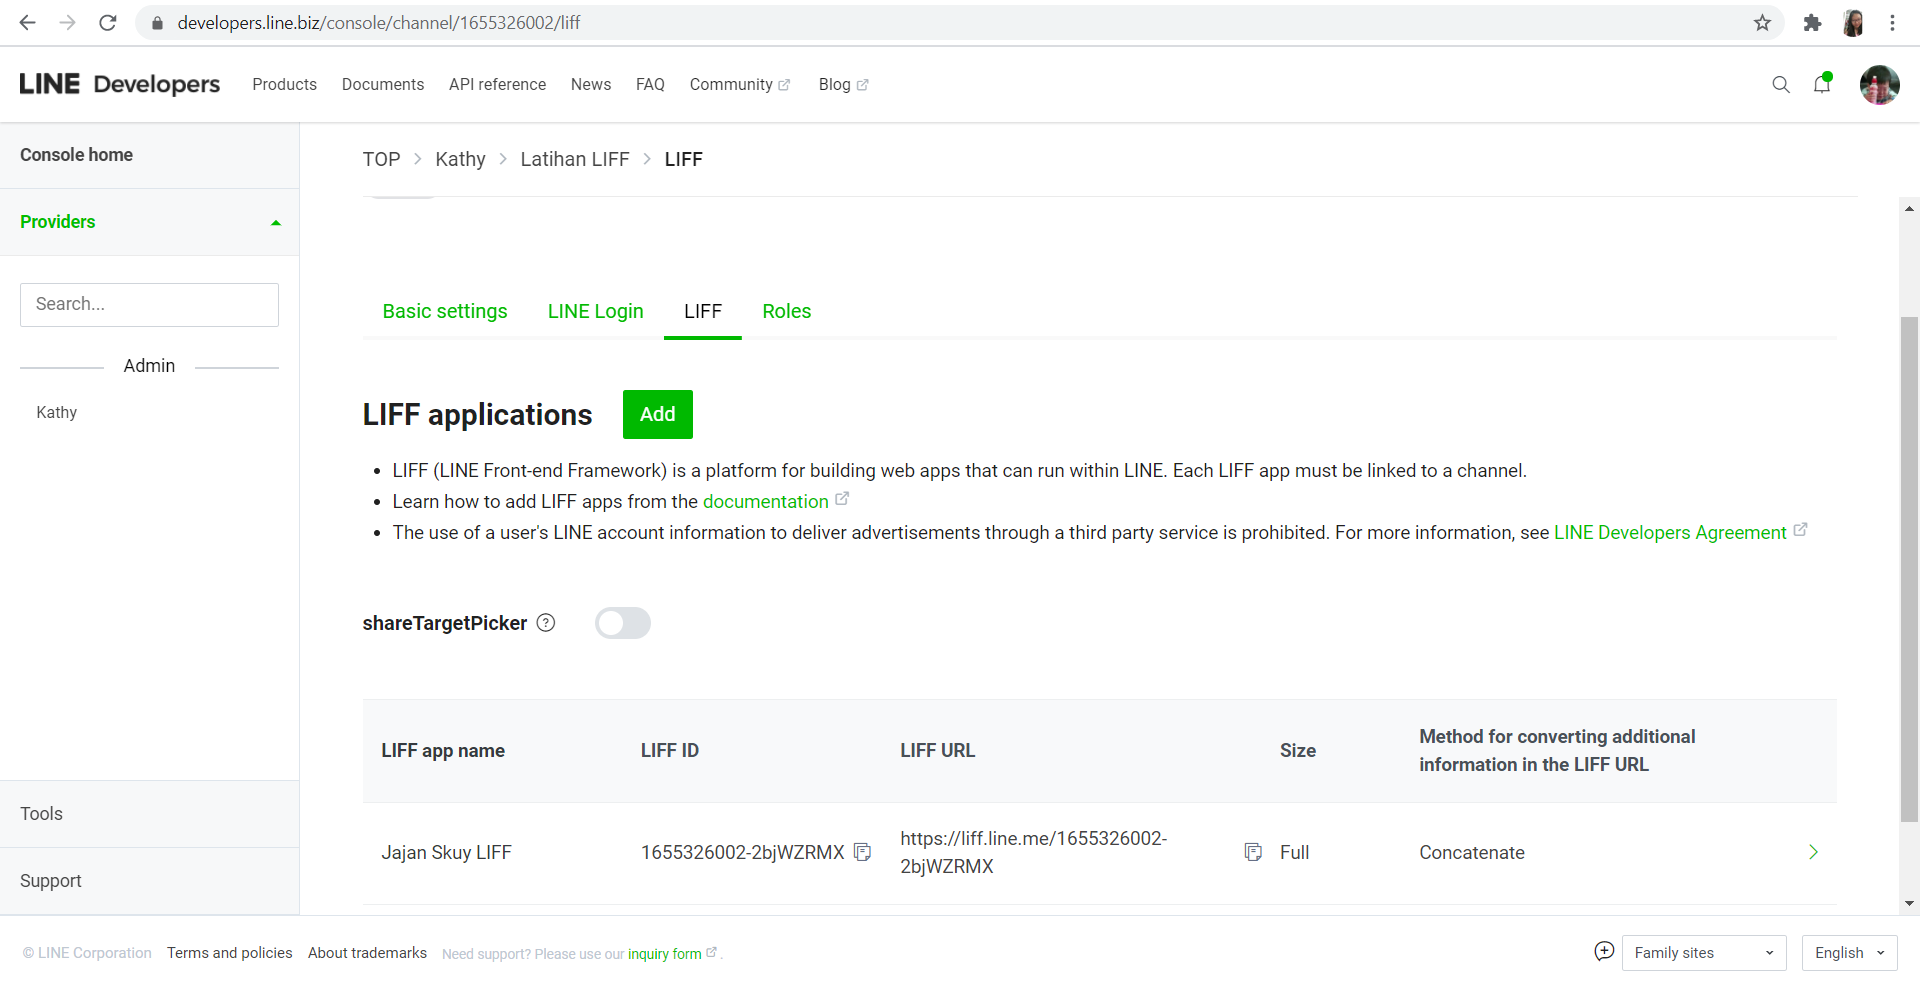 developers.line.biz/console/channel/1655326002/liff
LINE Developers
Products
Documents
API reference
News
FAQ
Community
Blog
Console home
Providers
Search...
Admin
Kathy
Tools
Support
TOP > Kathy > Latihan LIFF > LIFF
Basic settings
LINE Login
LIFF
Roles
LIFF applications
Add
LIFF (LINE Front-end Framework) is a platform for building web apps that can run within LINE. Each LIFF app must be linked to a channel.
Learn how to add LIFF apps from the documentation
The use of a user's LINE account information to deliver advertisements through a third party service is prohibited. For more information, see LINE Developers Agreement
shareTargetPicker ?
LIFF app name
LIFF ID
LIFF URL
Size
Method for converting additional
information in the LIFF URL
Jajan Skuy LIFF
1655326002-2bjWZRMX
https://liff.line.me/1655326002-
2bjWZRMX
Full
Concatenate
© LINE Corporation
Terms and policies
About trademarks
Need support? Please use our inquiry form .
Family sites
English